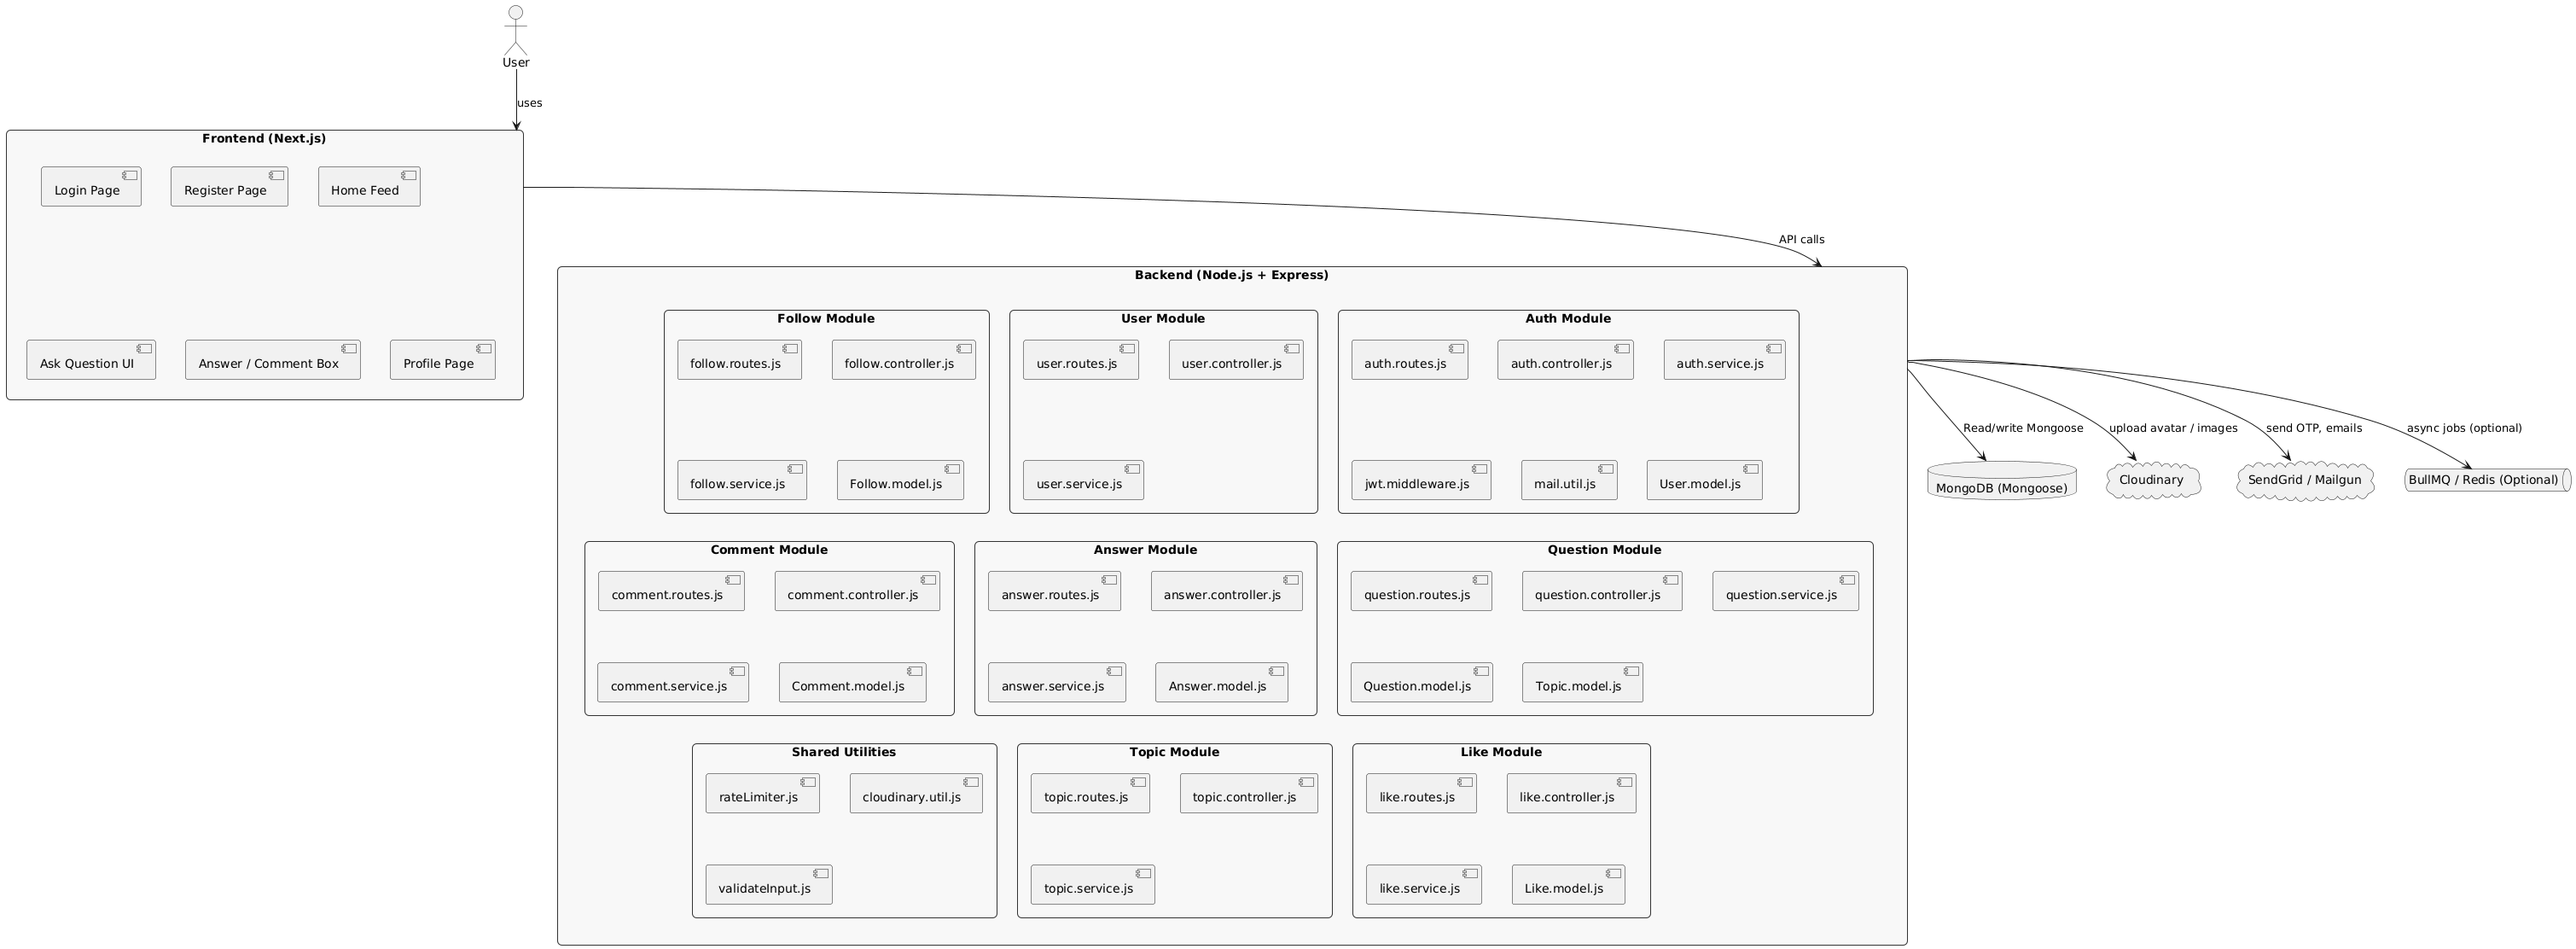 User
uses
Frontend (Next.js)
Login Page
Register Page
Home Feed
Ask Question UI
Answer / Comment Box
Profile Page
API calls
Backend (Node.js + Express)
Follow Module
follow.routes.js
follow.controller.js
follow.service.js
Follow.model.js
User Module
user.routes.js
user.controller.js
user.service.js
Auth Module
auth.routes.js
auth.controller.js
auth.service.js
jwt.middleware.js
mail.util.js
User.model.js
Comment Module
comment.routes.js
comment.controller.js
comment.service.js
Comment.model.js
Answer Module
answer.routes.js
answer.controller.js
answer.service.js
Answer.model.js
Question Module
question.routes.js
question.controller.js
question.service.js
Question.model.js
Topic.model.js
Shared Utilities
rateLimiter.js
cloudinary.util.js
validateInput.js
Topic Module
topic.routes.js
topic.controller.js
topic.service.js
Like Module
like.routes.js
like.controller.js
like.service.js
Like.model.js
Read/write Mongoose
upload avatar / images
send OTP, emails
async jobs (optional)
MongoDB (Mongoose)
Cloudinary
SendGrid / Mailgun
BullMQ / Redis (Optional)